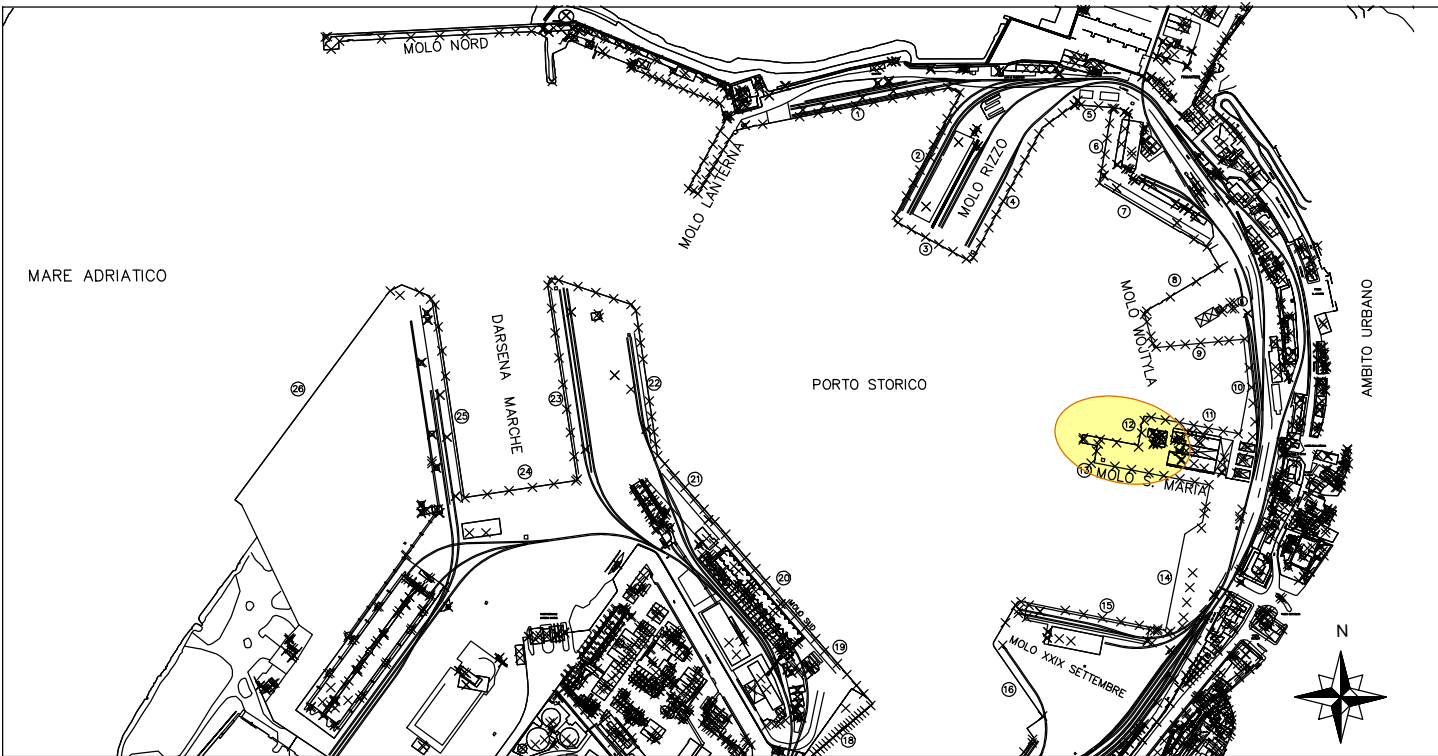 MOLO NORD
1
5
2
6
MOLO LANTERNA
MOLO RIZZO
4
7
3
MARE ADRIATICO
8
MOLO WOJTYLA
AMBITO URBANO
DARSENA MARCHE
9
26
25
23
22
PORTO STORICO
10
11
12
13
MOLO S. MARIA
24
21
20
MOLO SUD
14
15
19
MOLO XXIX SETTEMBRE
16
18
N